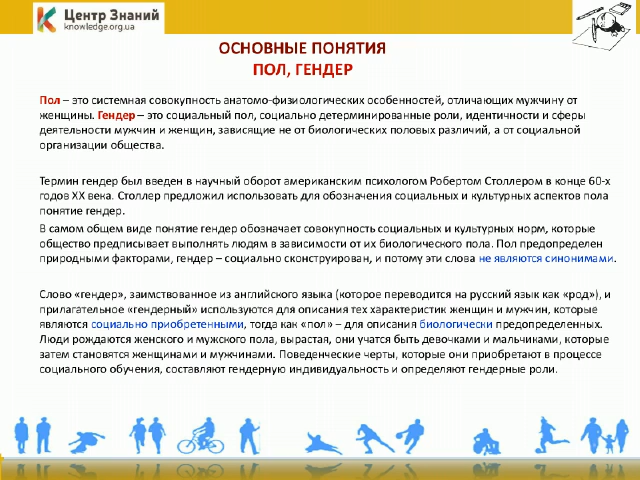 Центр Знаний
knowledge.org.ua
ОСНОВНЫЕ ПОНЯТИЯ
ПОЛ, ГЕНДЕР
Пол – это системная совокупность анатомо-физиологических особенностей, отличающих мужчину от
женщины. Гендер – это социальный пол, социально детерминированные роли, идентичности и сферы
деятельности мужчин и женщин, зависящие не от биологических половых различий, а от социальной
организации общества.
Термин гендер был введен в научный оборот американским психологом Робертом Столлером в конце 60-х
годов XX века. Столлер предложил использовать для обозначения социальных и культурных аспектов пола
понятие гендер.
В самом общем виде понятие гендер обозначает совокупность социальных и культурных норм, которые
общество предписывает выполнять людям в зависимости от их биологического пола. Пол предопределен
природными факторами, гендер – социально сконструирован, и потому эти слова не являются синонимами.
Слово «гендер», заимствованное из английского языка (которое переводится на русский язык как «род»), и
прилагательное «гендерный» используются для описания тех характеристик женщин и мужчин, которые
являются социально приобретенными, тогда как «пол» – для описания биологически предопределенных.
Люди рождаются женского и мужского пола, вырастая, они учатся быть девочками и мальчиками, которые
затем становятся женщинами и мужчинами. Поведенческие черты, которые они приобретают в процессе
социального обучения, составляют гендерную индивидуальность и определяют гендерные роли.